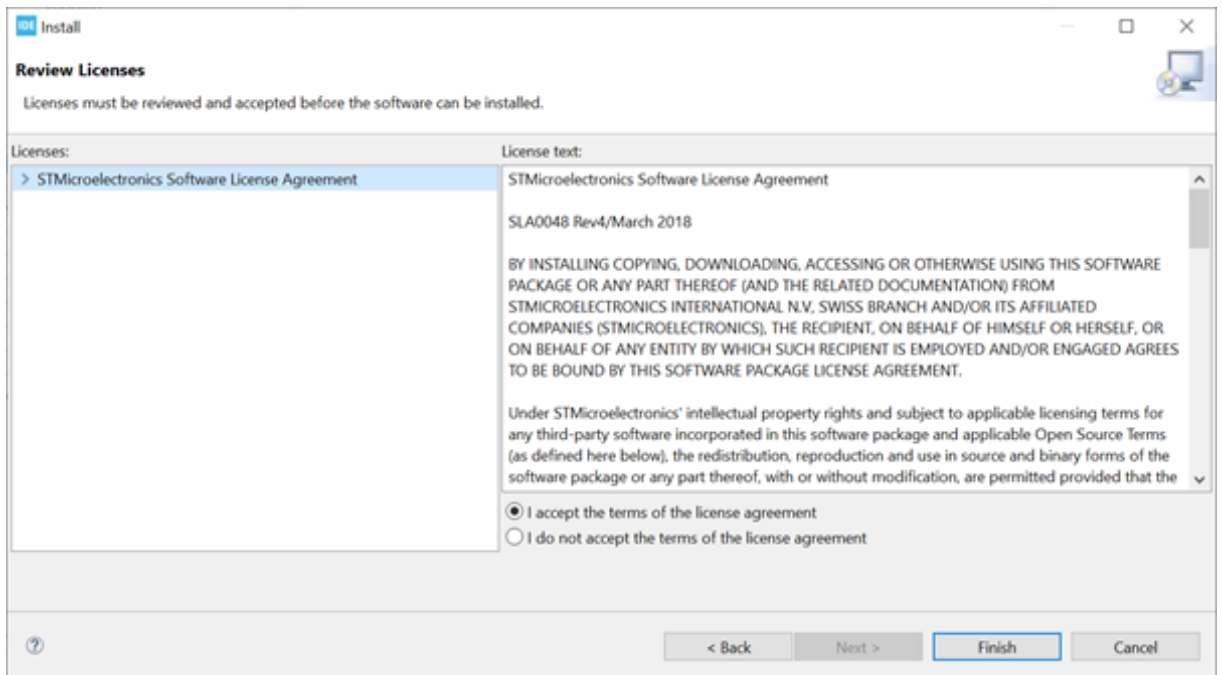 IDE Install
Review Licenses
Licenses must be reviewed and accepted before the software can be installed.
Licenses:
> STMicroelectronics Software License Agreement
License text:
STMicroelectronics Software License Agreement
SLA0048 Rev4/March 2018
BY INSTALLING COPYING, DOWNLOADING, ACCESSING OR OTHERWISE USING THIS SOFTWARE
PACKAGE OR ANY PART THEREOF (AND THE RELATED DOCUMENTATION) FROM
STMICROELECTRONICS INTERNATIONAL N.V, SWISS BRANCH AND/OR ITS AFFILIATED
COMPANIES (STMICROELECTRONICS), THE RECIPIENT, ON BEHALF OF HIMSELF OR HERSELF, OR
ON BEHALF OF ANY ENTITY BY WHICH SUCH RECIPIENT IS EMPLOYED AND/OR ENGAGED AGREES
TO BE BOUND BY THIS SOFTWARE PACKAGE LICENSE AGREEMENT.
Under STMicroelectronics' intellectual property rights and subject to applicable licensing terms for
any third-party software incorporated in this software package and applicable Open Source Terms
(as defined here below), the redistribution, reproduction and use in source and binary forms of the
software package or any part thereof, with or without modification, are permitted provided that the
I accept the terms of the license agreement
I do not accept the terms of the license agreement
?
< Back
Next >
Finish
Cancel